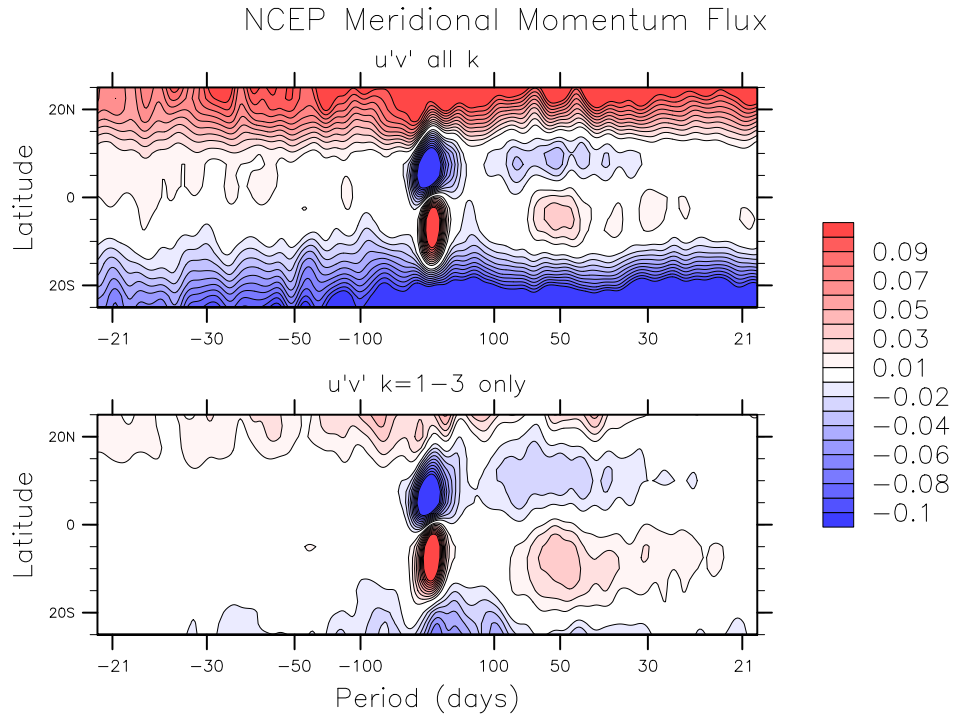 NCEP Meridional Momentum Flux
u'v' all k
Latitude
20N
0
20S
−21 −30 −50 −100 100 50 30 21
u'v' k=1−3 only
Latitude
20N
0
20S
−21 −30 −50 −100 100 50 30 21
Period (days)
0.09
0.07
0.05
0.03
0.01
−0.02
−0.04
−0.06
−0.08
−0.1